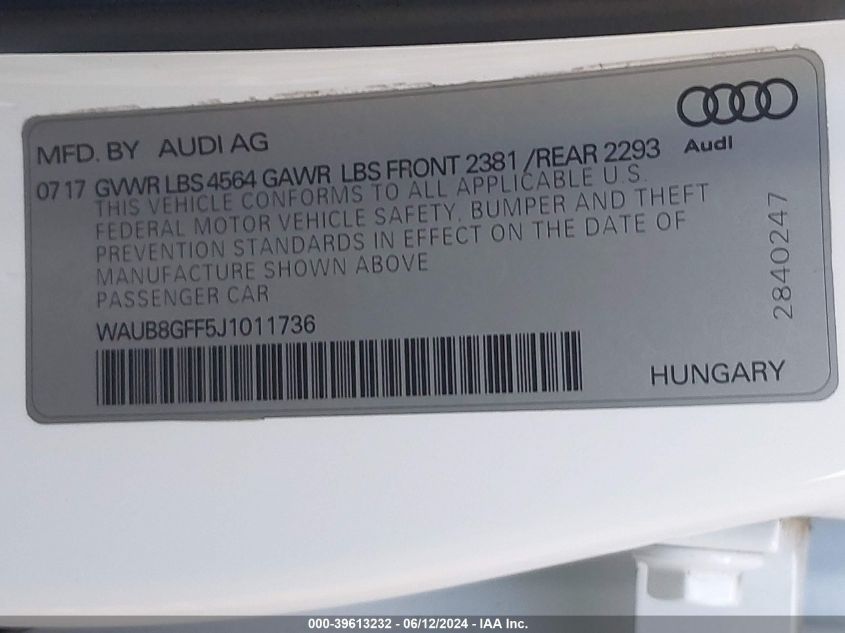 MFD. BY AUDI AG
Audi
07 17 GVWR LBS 4564 GAWR LBS FRONT 2381 /REAR 2293
THIS VEHICLE CONFORMS TO ALL APPLICABLE U.S.
FEDERAL MOTOR VEHICLE SAFETY, BUMPER AND THEFT
PREVENTION STANDARDS IN EFFECT ON THE DATE OF
MANUFACTURE SHOWN ABOVE
PASSENGER CAR
WAUB8GFF5J1011736
2840247
HUNGARY
000-39613232 - 06/12/2024 - IAA Inc.